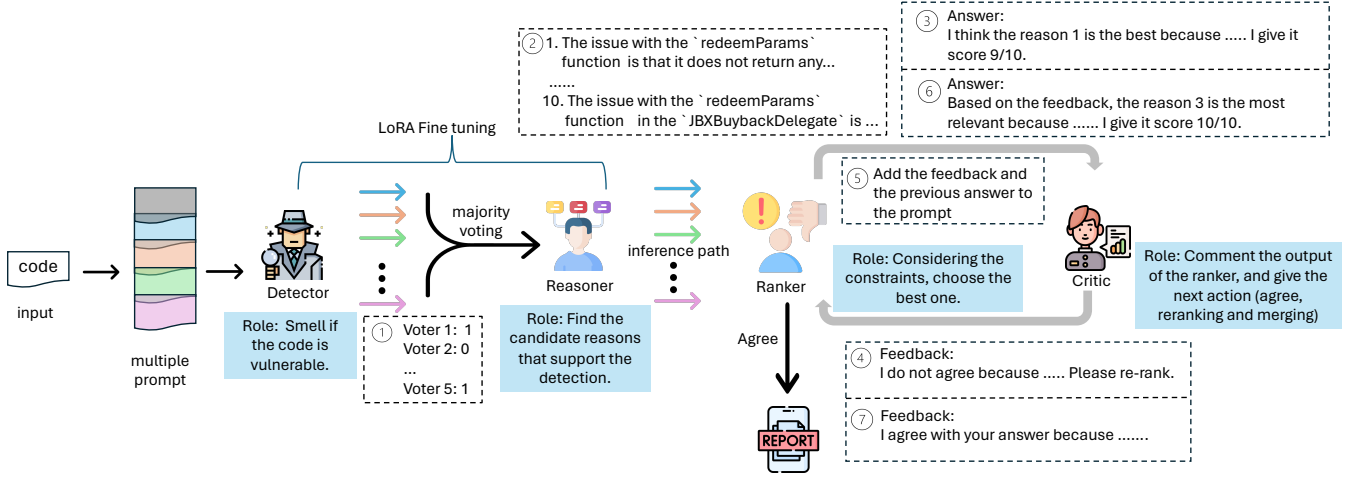 ② 1. The issue with the `redeemParams`
function is that it does not return any...
......
10. The issue with the `redeemParams`
function in the `JBXBuybackDelegate` is ...
③ Answer:
I think the reason 1 is the best because ..... I give it
score 9/10.
⑥ Answer:
Based on the feedback, the reason 3 is the most
relevant because ...... I give it score 10/10.
LoRA Fine tuning
⑤ Add the feedback and
the previous answer to
the prompt
code
input
multiple
prompt
Detector
Role: Smell if
the code is
vulnerable.
majority
voting
① Voter 1: 1
Voter 2: 0
...
Voter 5: 1
Reasoner
Role: Find the
candidate reasons
that support the
detection.
inference path
Ranker
Role: Considering the
constraints, choose the
best one.
Critic
Role: Comment the output
of the ranker, and give the
next action (agree,
reranking and merging)
Agree
REPORT
④ Feedback:
I do not agree because ..... Please re-rank.
⑦ Feedback:
I agree with your answer because .......